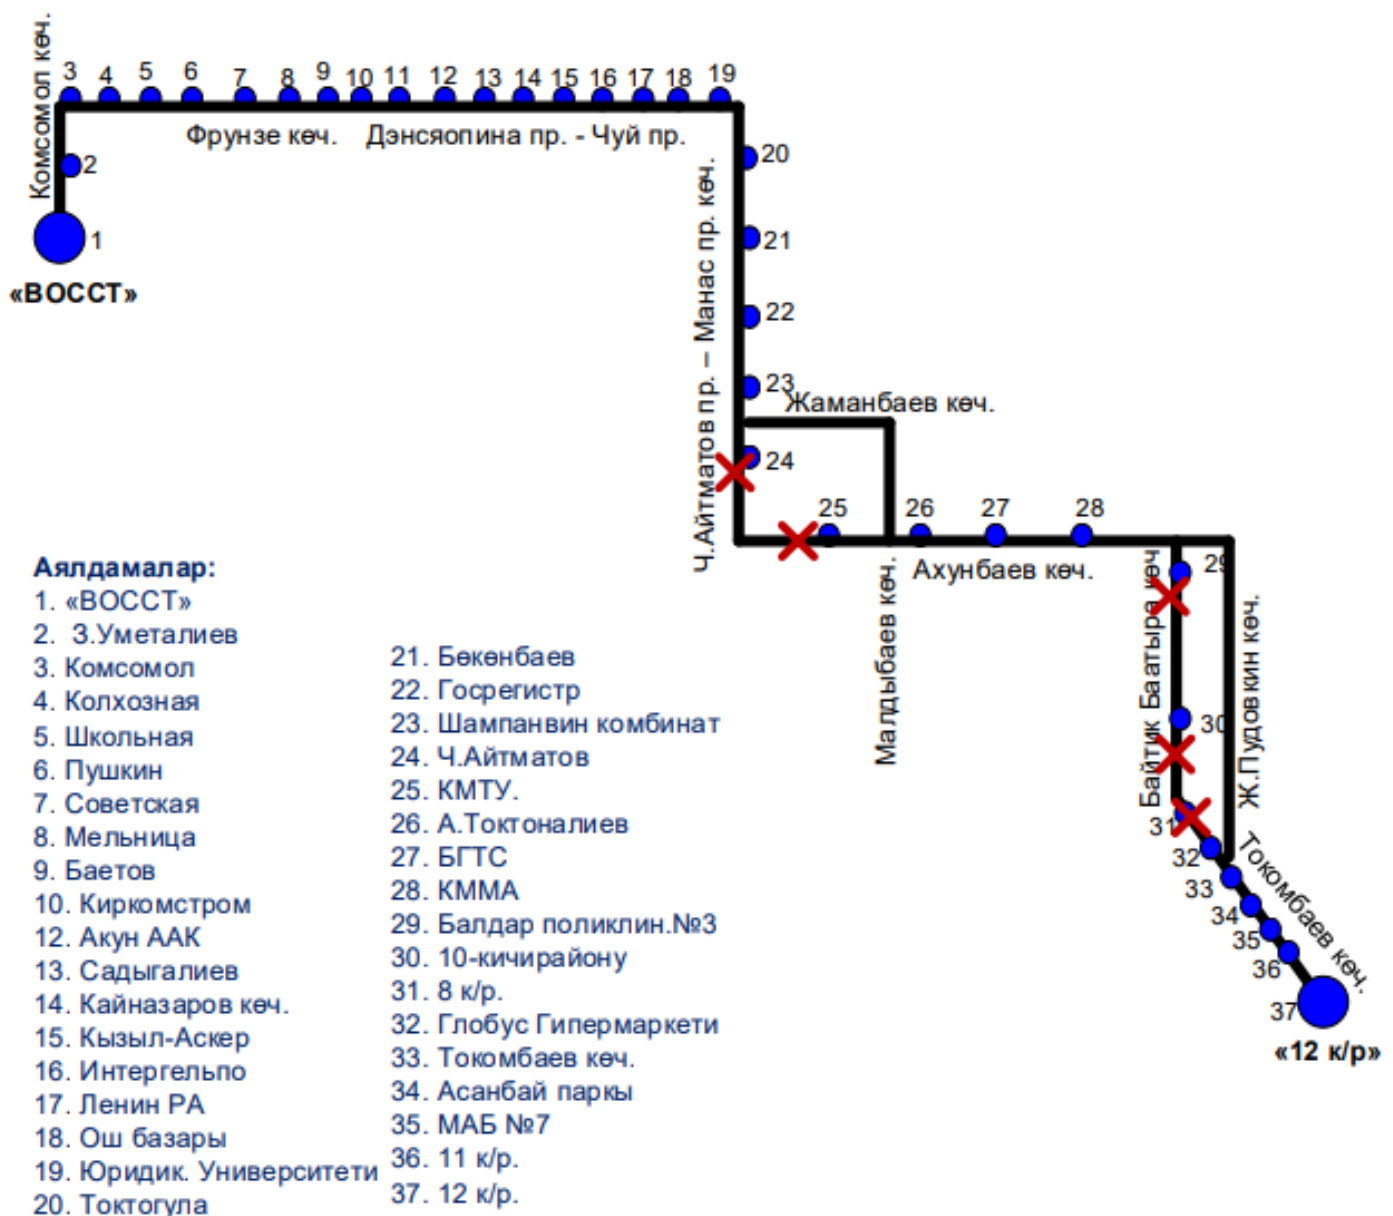 Комсомол көч.
3 4 5 6 7 8 9 10 11 12 13 14 15 16 17 18 19
Фрунзе көч. Дэнсяопина пр. - Чуй пр.
2
1
«ВОССТ»
20
21
22
23
24
Ч.Айтматов пр. – Манас пр. көч.
Жаманбаев көч.
25 26 27 28
Ахунбаев көч.
Малдыбаев көч.
Байтик Баатыра көч
29
30
31
Ж.Пудовкин көч.
32
33
34
35
36
37
Токомбаев көч.
«12 к/р»
Аялдамалар:
1. «ВОССТ»
2. З.Уметалиев
3. Комсомол
4. Колхозная
5. Школьная
6. Пушкин
7. Советская
8. Мельница
9. Баетов
10. Киркомстром
12. Акун ААК
13. Садыгалиев
14. Кайназаров көч.
15. Кызыл-Аскер
16. Интергельпо
17. Ленин РА
18. Ош базары
19. Юридик. Университети
20. Токтогула
21. Бөкөнбаев
22. Госрегистр
23. Шампанвин комбинат
24. Ч.Айтматов
25. КМТУ.
26. А.Токтоналиев
27. БГТС
28. КММА
29. Балдар поликлин.№3
30. 10-кичирайону
31. 8 к/р.
32. Глобус Гипермаркети
33. Токомбаев көч.
34. Асанбай паркы
35. МАБ №7
36. 11 к/р.
37. 12 к/р.